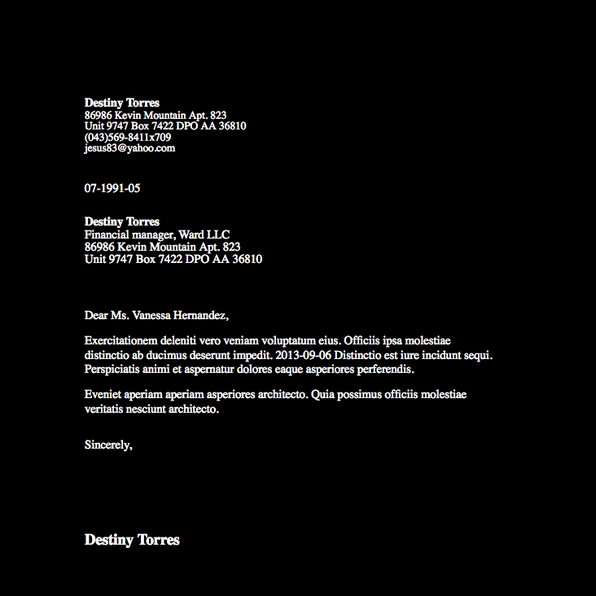 Destiny Torres
86986 Kevin Mountain Apt. 823
Unit 9747 Box 7422 DPO AA 36810
(043)569-8411x709
jesus83@yahoo.com
07-1991-05
Destiny Torres
Financial manager, Ward LLC
86986 Kevin Mountain Apt. 823
Unit 9747 Box 7422 DPO AA 36810
Dear Ms. Vanessa Hernandez,
Exercitationem deleniti vero veniam voluptatum eius. Officiis ipsa molestiae
distinctio ab ducimus deserunt impedit. 2013-09-06 Distinctio est iure incidunt sequi.
Perspiciatis animi et aspernatur dolores eaque asperiores perferendis.
Eveniet aperiam aperiam asperiores architecto. Quia possimus officiis molestiae
veritatis nesciunt architecto.
Sincerely,
Destiny Torres